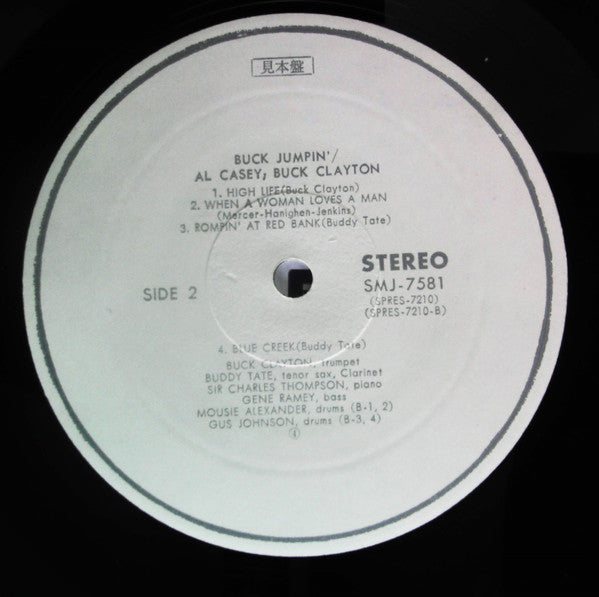 見本盤
BUCK JUMPIN'/
AL CASEY; BUCK CLAYTON
1. HIGH LIFE(Buck Clayton)
2. WHEN A WOMAN LOVES A MAN
(Mercer-Hanighen-Jenkins)
3. ROMPIN' AT RED BANK(Buddy Tate)
SIDE 2
STEREO
SMJ-7581
(SPRES-7210)
(SPRES-7210-B)
4. BLUE CREEK(Buddy Tate)
BUCK CLAYTON, trumpet
BUDDY TATE, tenor sax, Clarinet
SIR CHARLES THOMPSON, piano
GENE RAMEY, bass
MOUSIE ALEXANDER, drums (B-1, 2)
GUS JOHNSON, drums (B-3, 4)
④